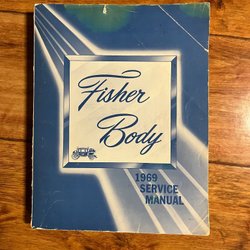 Fisher
Body
1969
SERVICE
MANUAL